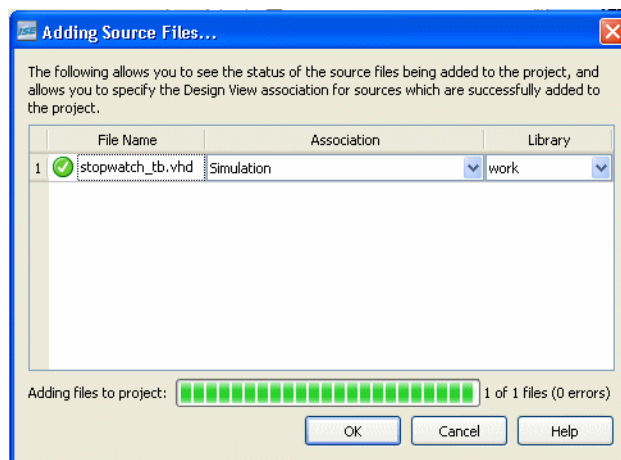 ISE Adding Source Files...
The following allows you to see the status of the source files being added to the project, and
allows you to specify the Design View association for sources which are successfully added to
the project.
File Name Association Library
1 stopwatch_tb.vhd Simulation work
Adding files to project: 1 of 1 files (0 errors)
OK Cancel Help